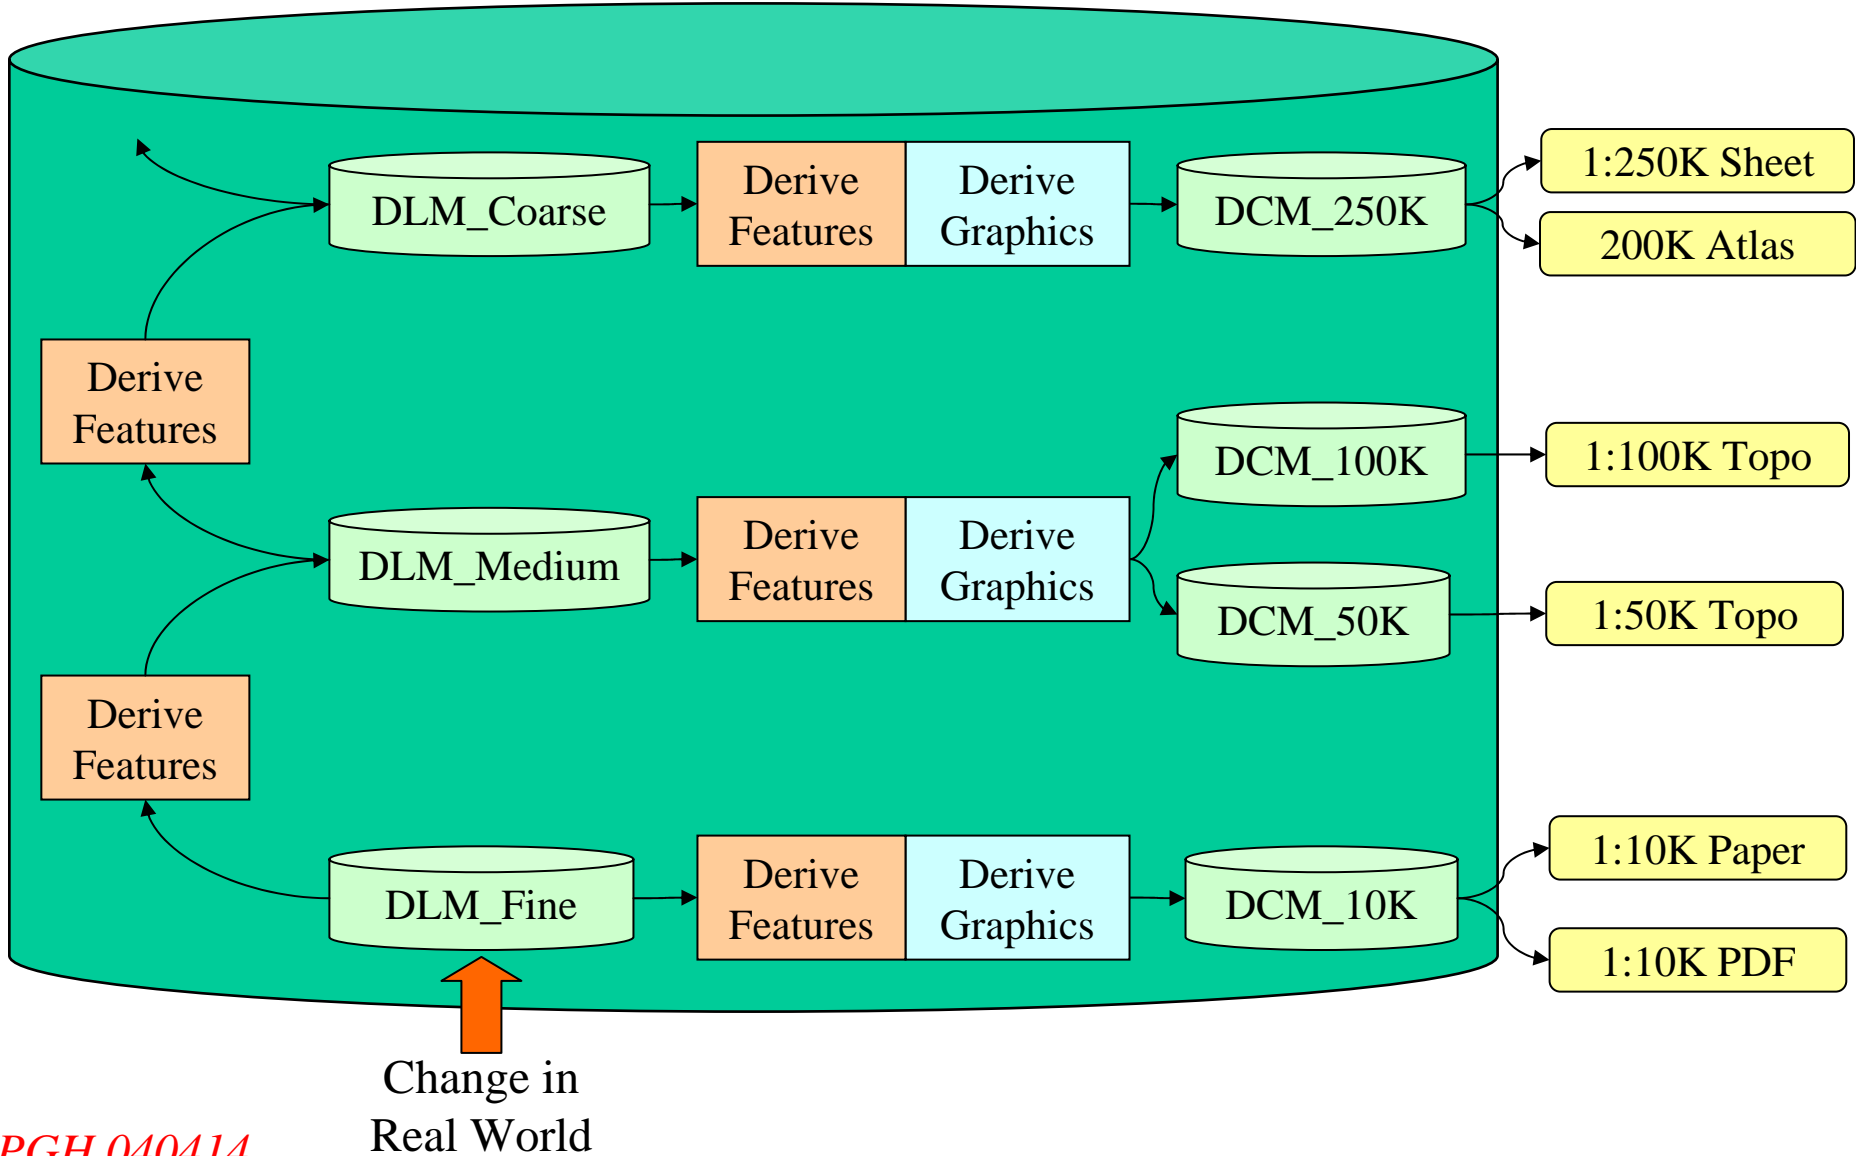 DLM_Coarse
Derive
Features
Derive
Graphics
DCM_250K
1:250K Sheet
200K Atlas
Derive
Features
DLM_Medium
Derive
Features
Derive
Graphics
DCM_100K
1:100K Topo
DCM_50K
1:50K Topo
Derive
Features
DLM_Fine
Derive
Features
Derive
Graphics
DCM_10K
1:10K Paper
1:10K PDF
Change in
Real World
PGH 040414